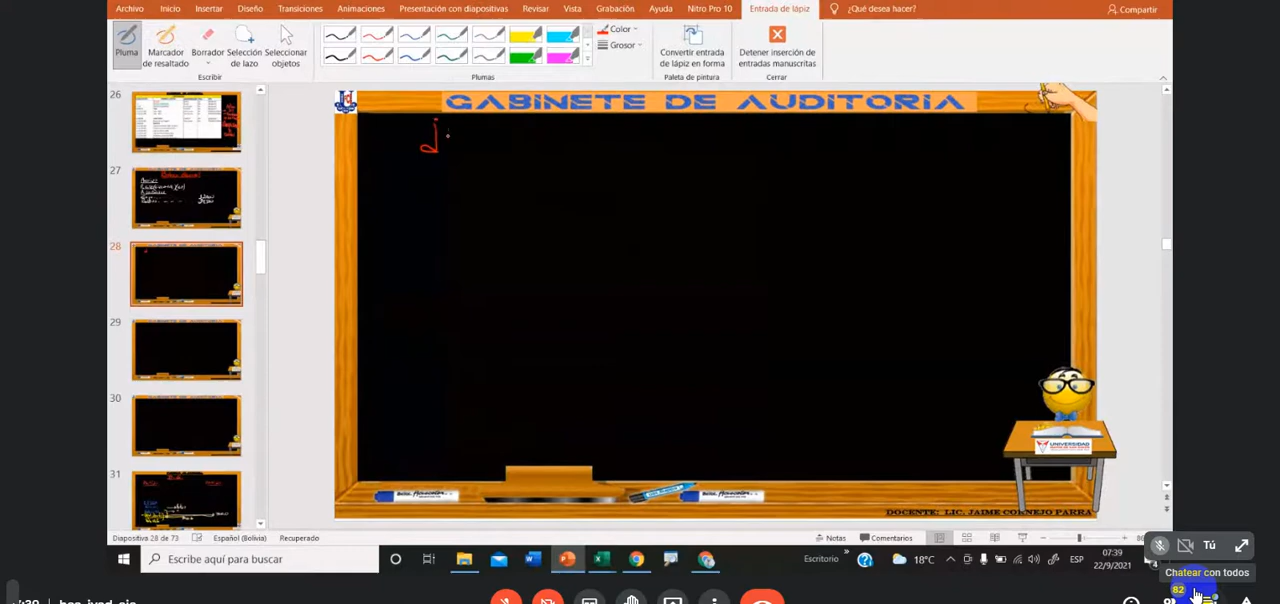 Archivo Inicio Insertar Diseño Transiciones Animaciones Presentación con diapositivas Revisar Vista Grabación Ayuda Nitro Pro 10 Entrada de lápiz ¿Qué desea hacer? Compartir
Pluma Marcador de resaltado Borrador Selección de lazo Seleccionar objetos Color Grosor Convertir entrada de lápiz en forma Detener inserción de entradas manuscritas
Escribir Plumas Paleta de pintura Cerrar
26
27
28
29
30
31
GABINETE DE AUDITORIA
UNIVERSIDAD
DOCENTE: LIC. JAIME CORNEJO PARRA
Diapositiva 28 de 73 Español (Bolivia) Recuperado Notas Comentarios
Tú
Escribe aquí para buscar Escritorio 18°C ESP 07:39
22/9/2021
4
Chatear con todos
82